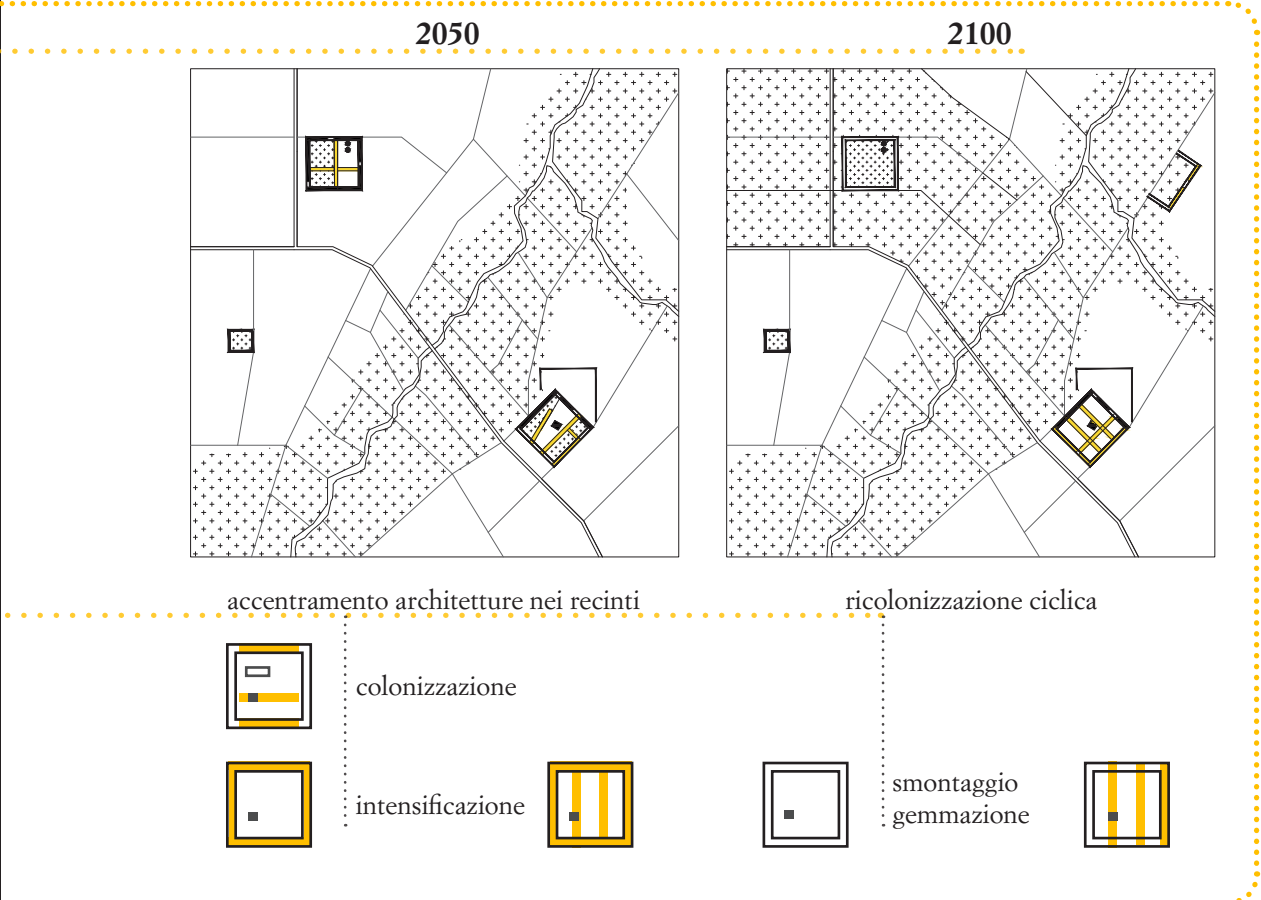 2050
2100
accentramento architetture nei recinti
ricolonizzazione ciclica
colonizzazione
intensificazione
smontaggio
gemmazione